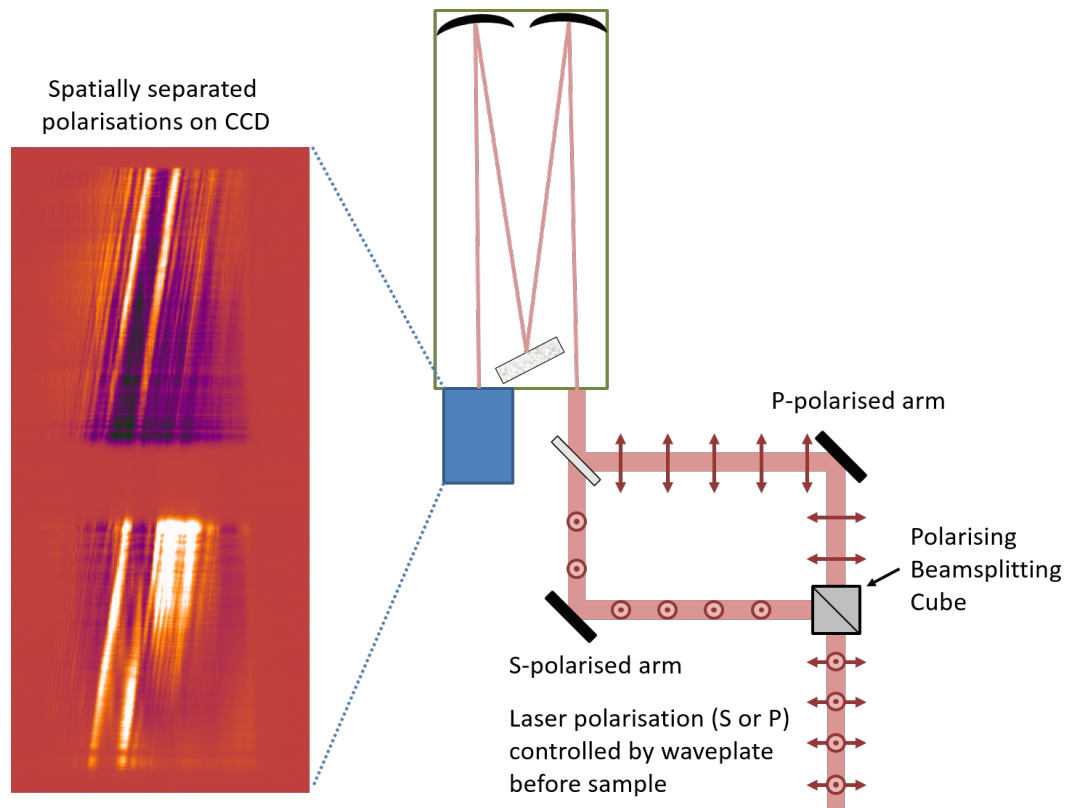 Spatially separated
polarisations on CCD
P-polarised arm
Polarising
Beamsplitting
Cube
S-polarised arm
Laser polarisation (S or P)
controlled by waveplate
before sample